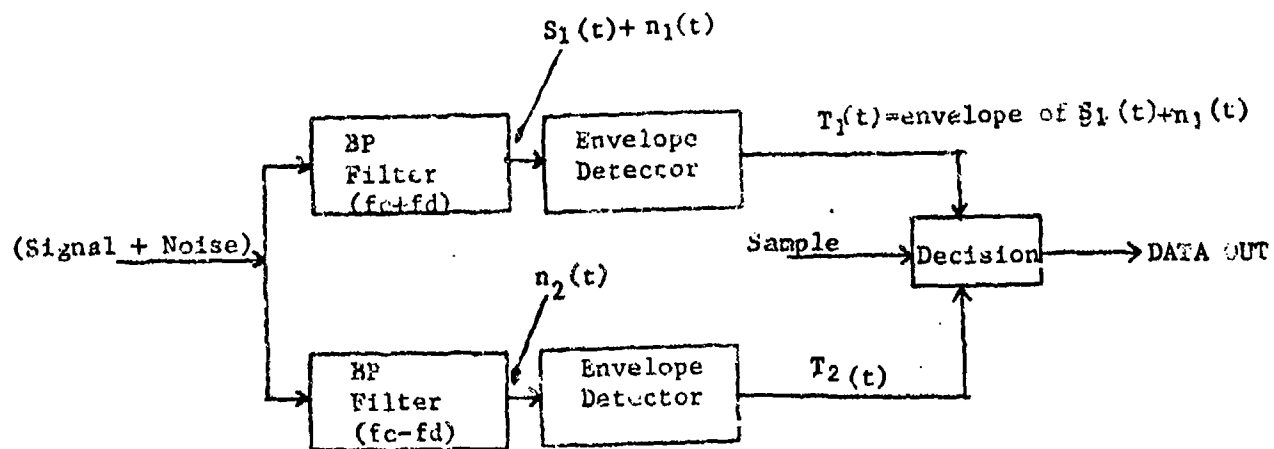 S1(t)+ n1(t)
T1(t)=envelope of S1(t)+n1(t)
BP
Filter
(fc+fd)
Envelope
Detector
(Signal + Noise)
Sample
Decision
DATA OUT
n2(t)
BP
Filter
(fc-fd)
Envelope
Detector
T2(t)